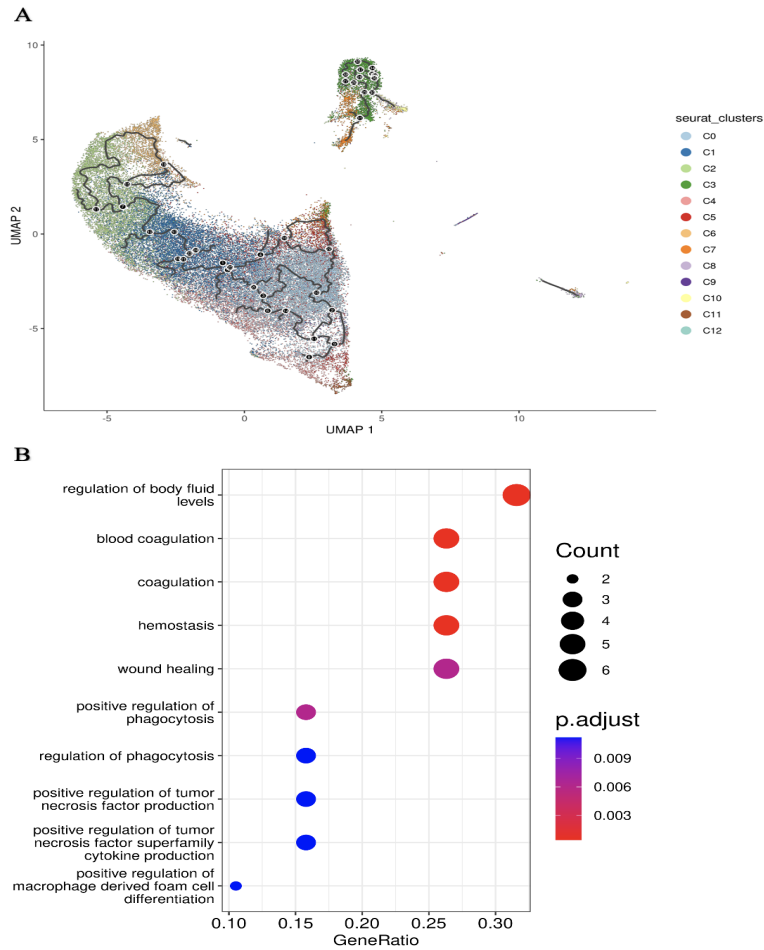 A
10
5
0
-5
UMAP 2
-5
0
5
10
UMAP 1
seurat_clusters
C0
C1
C2
C3
C4
C5
C6
C7
C8
C9
C10
C11
C12
B
regulation of body fluid
levels
blood coagulation
coagulation
hemostasis
wound healing
positive regulation of
phagocytosis
regulation of phagocytosis
positive regulation of tumor
necrosis factor production
positive regulation of tumor
necrosis factor superfamily
cytokine production
positive regulation of
macrophage derived foam cell
differentiation
0.10
0.15
0.20
0.25
0.30
GeneRatio
Count
2
3
4
5
6
p.adjust
0.009
0.006
0.003